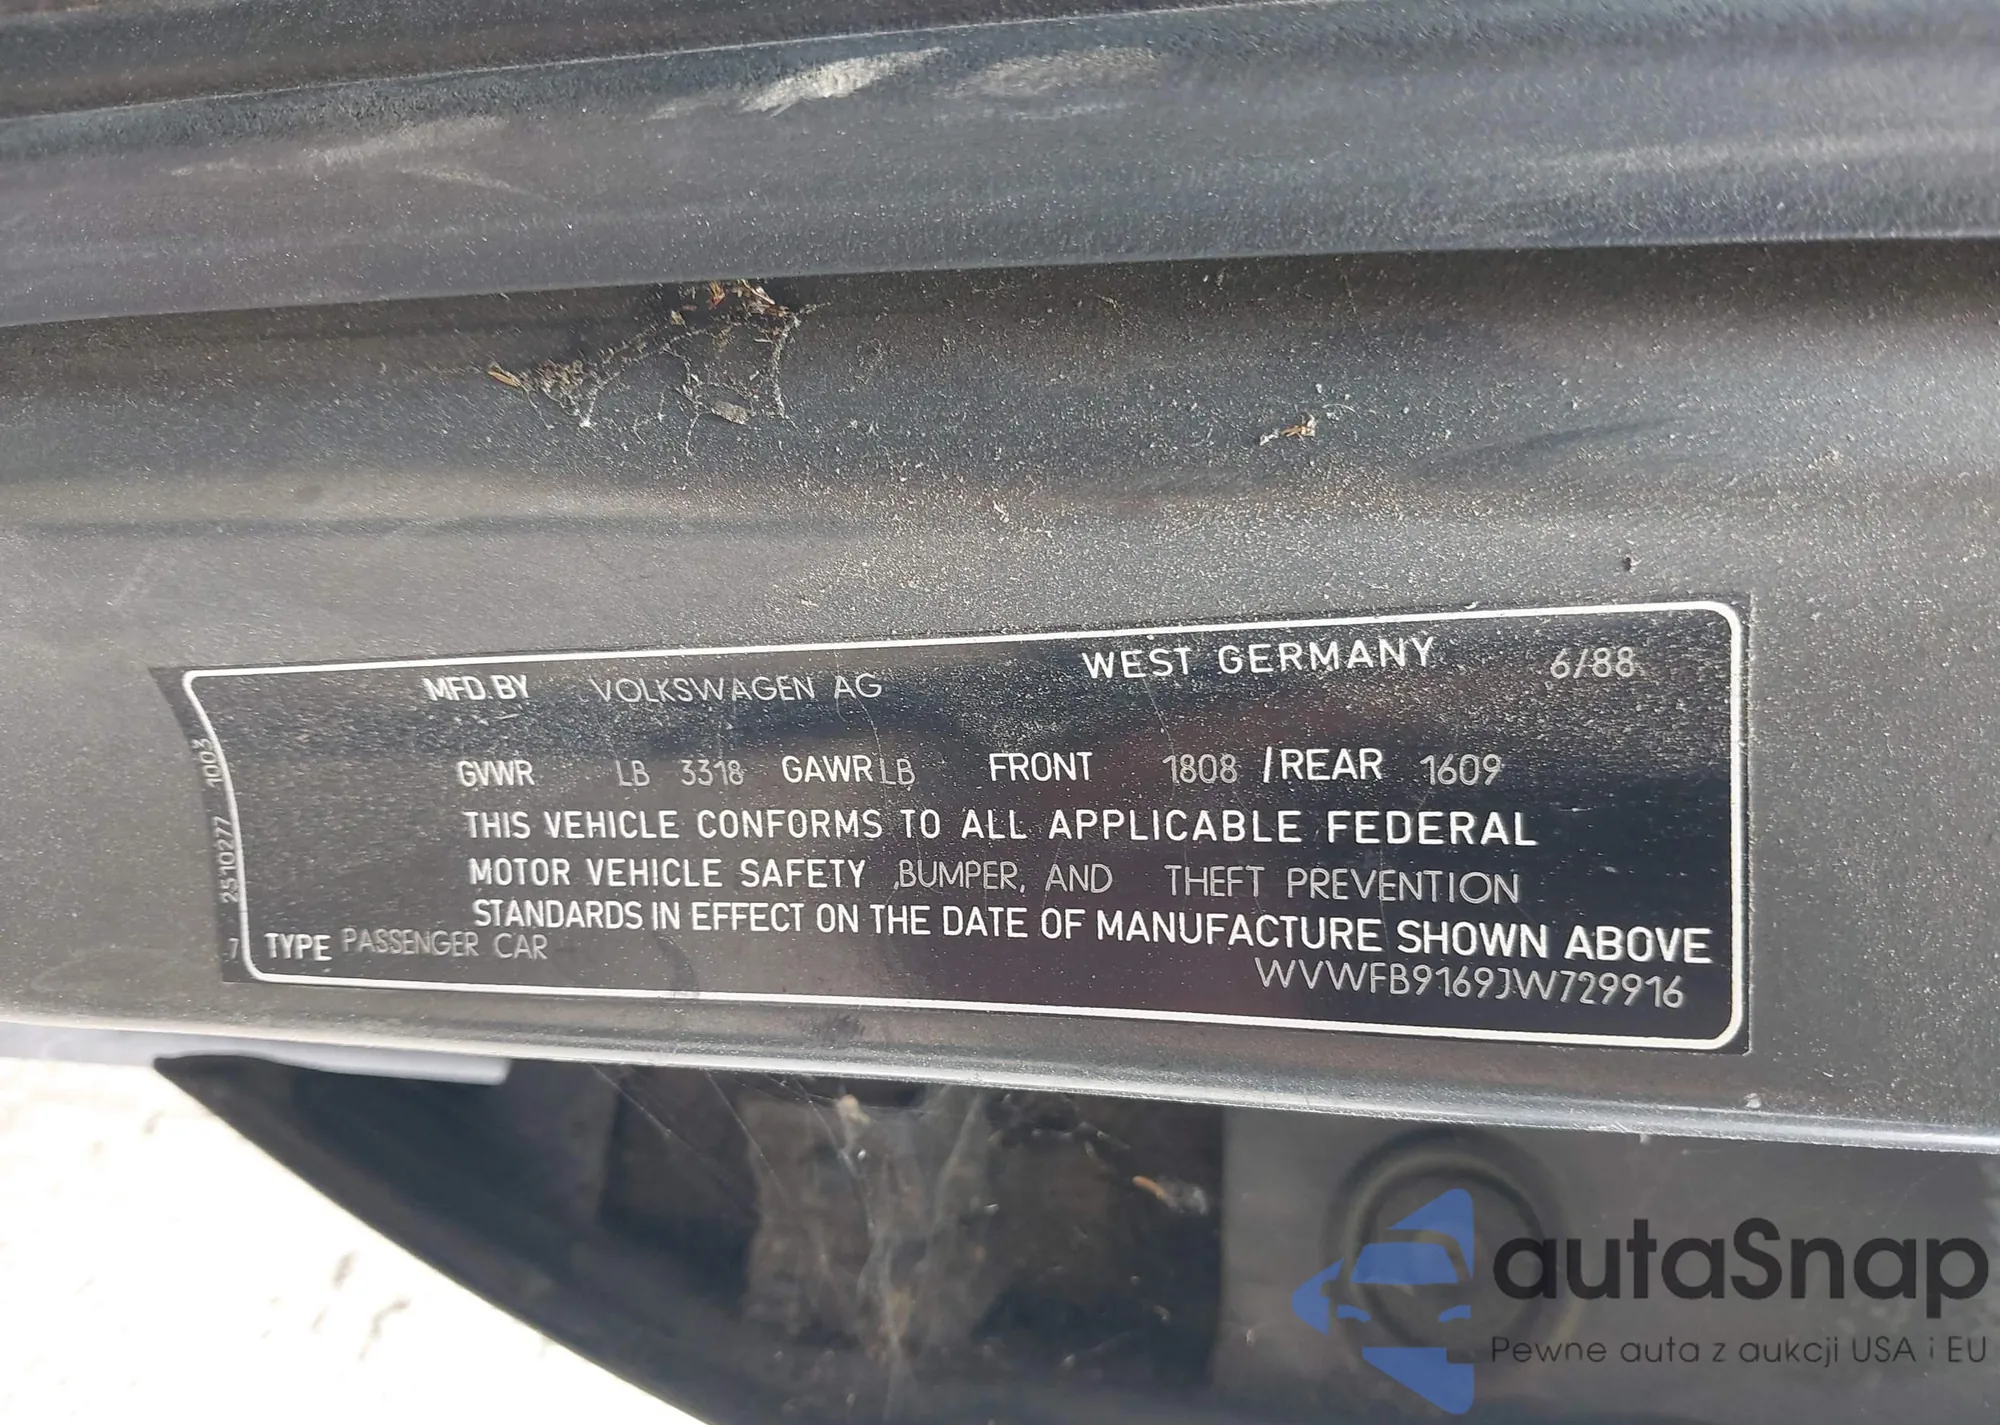 MFD. BY VOLKSWAGEN AG WEST GERMANY 6/88
GVWR LB 3318 GAWR LB FRONT 1808 /REAR 1609
THIS VEHICLE CONFORMS TO ALL APPLICABLE FEDERAL
MOTOR VEHICLE SAFETY ,BUMPER, AND THEFT PREVENTION
STANDARDS IN EFFECT ON THE DATE OF MANUFACTURE SHOWN ABOVE
TYPE PASSENGER CAR
WVWFB9169JW729916
7 2510277 1003
autaSnap
Pewne auta z aukcji USA i EU